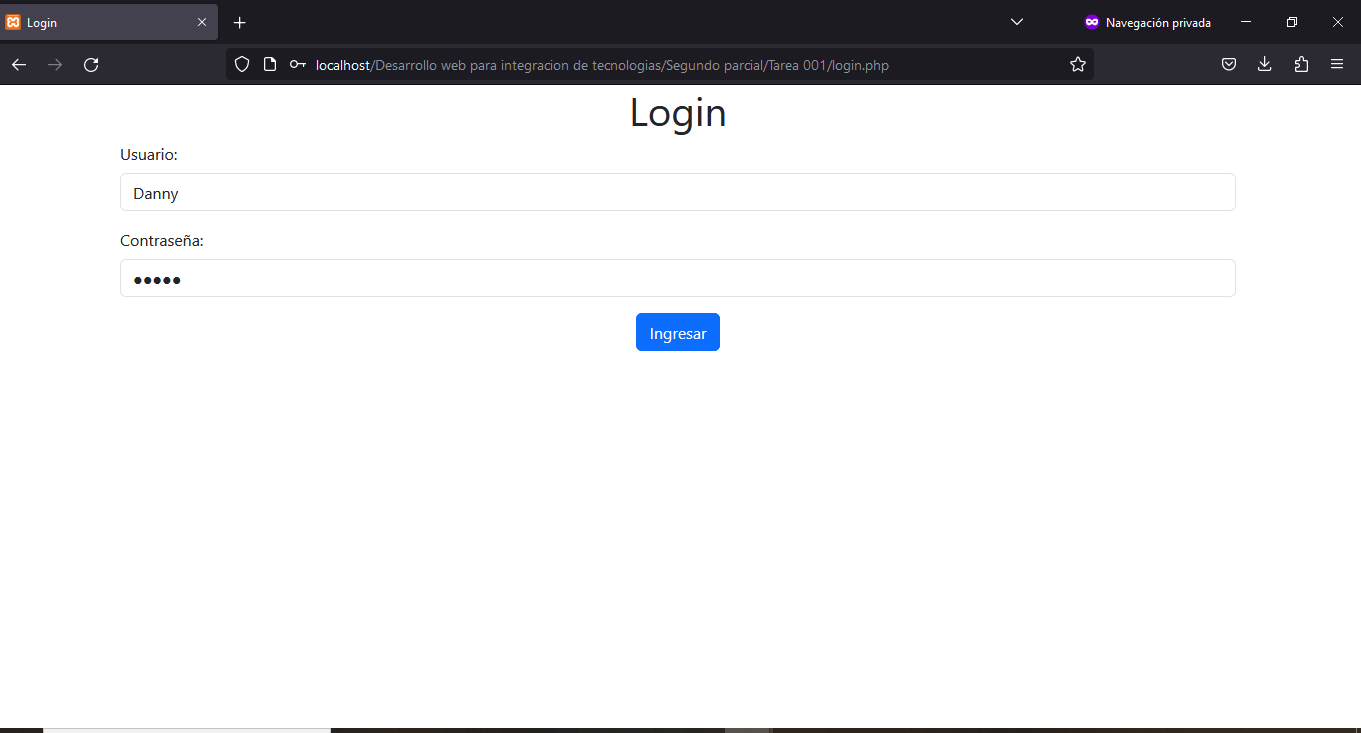 Login
Navegación privada
localhost/Desarrollo web para integracion de tecnologias/Segundo parcial/Tarea 001/login.php
Login
Usuario:
Danny
Contraseña:
●●●●●
Ingresar